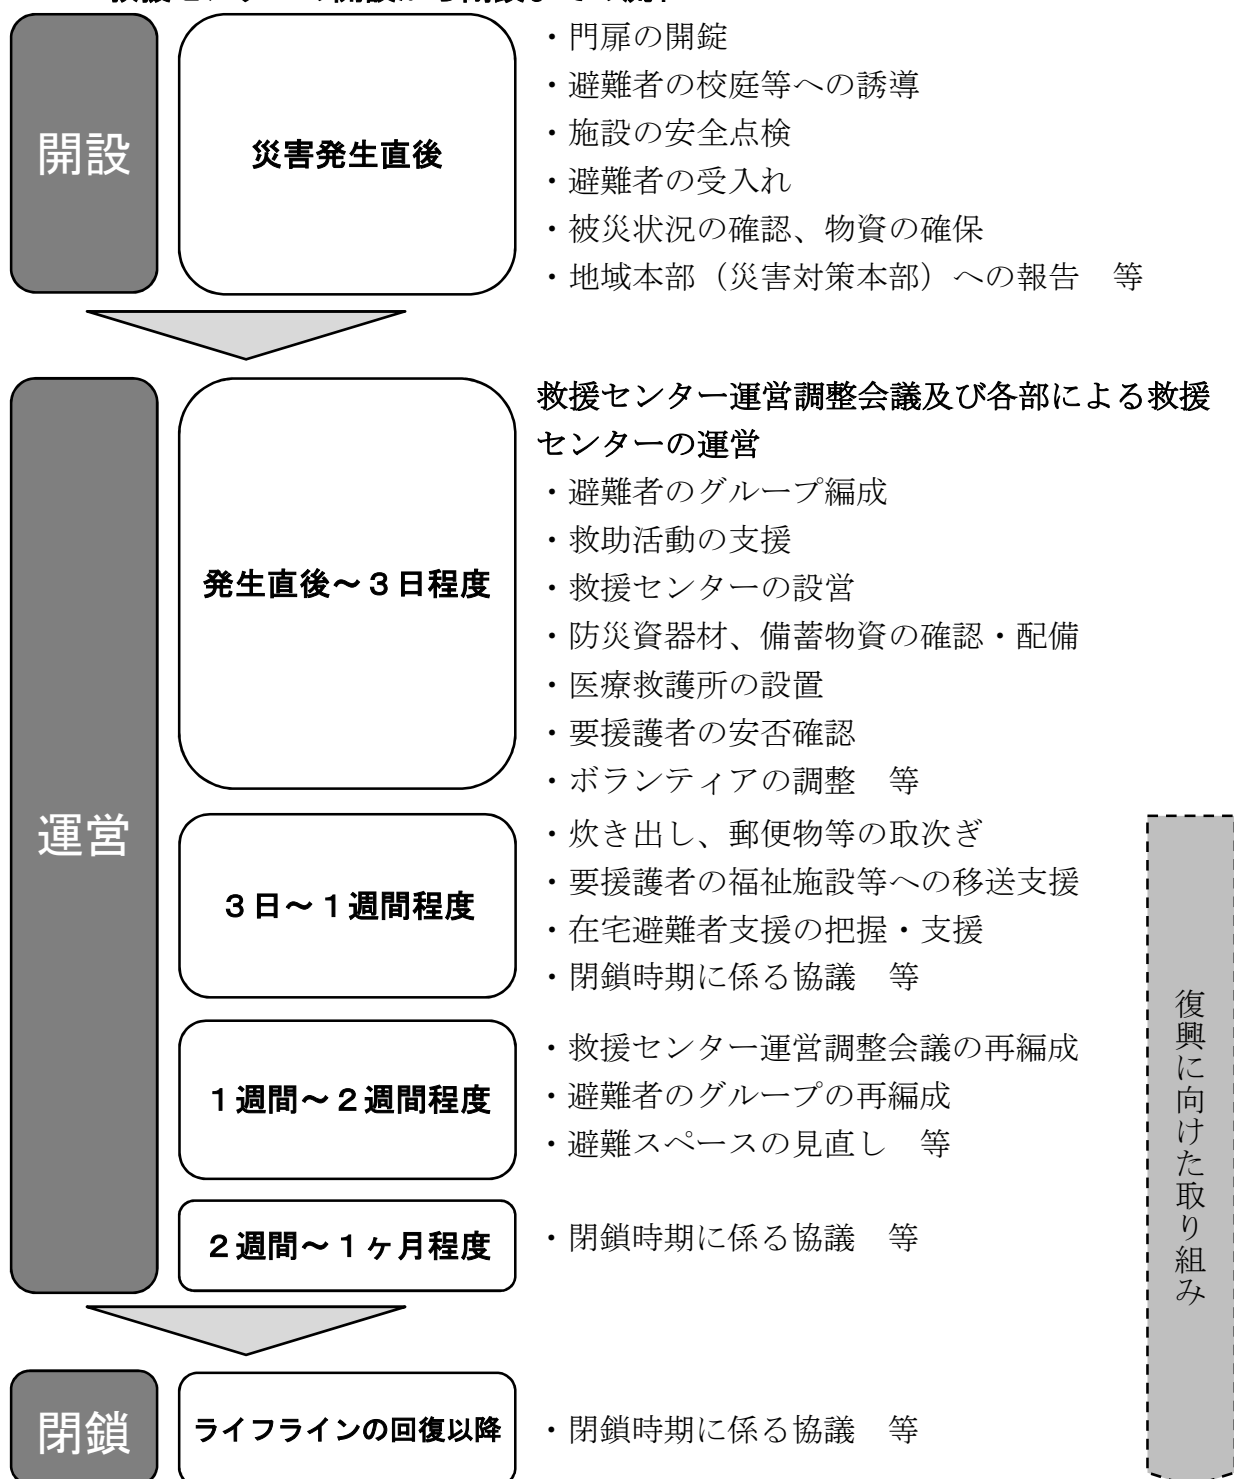 開設
災害発生直後
・門扉の開錠
・避難者の校庭等への誘導
・施設の安全点検
・避難者の受入れ
・被災状況の確認、物資の確保
・地域本部（災害対策本部）への報告　等
運営
発生直後～３日程度
救援センター運営調整会議及び各部による救援
センターの運営
・避難者のグループ編成
・救助活動の支援
・救援センターの設営
・防災資器材、備蓄物資の確認・配備
・医療救護所の設置
・要援護者の安否確認
・ボランティアの調整　等
３日～１週間程度
・炊き出し、郵便物等の取次ぎ
・要援護者の福祉施設等への移送支援
・在宅避難者支援の把握・支援
・閉鎖時期に係る協議　等
１週間～２週間程度
・救援センター運営調整会議の再編成
・避難者のグループの再編成
・避難スペースの見直し　等
２週間～１ヶ月程度
・閉鎖時期に係る協議　等
復興に向けた取り組み
閉鎖
ライフラインの回復以降
・閉鎖時期に係る協議　等